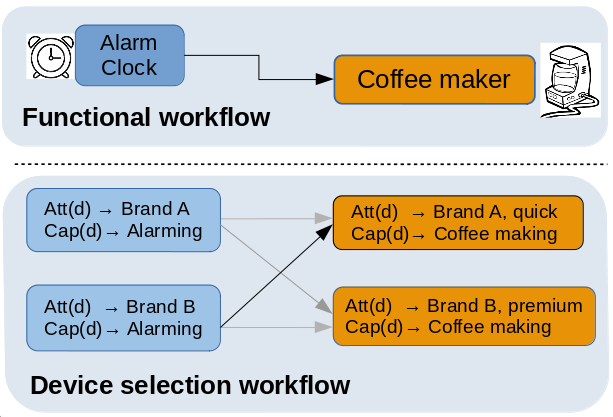 Alarm
Clock
Coffee maker
Functional workflow
Att(d) → Brand A
Cap(d)→ Alarming
Att(d) → Brand A, quick
Cap(d)→ Coffee making
Att(d) → Brand B
Cap(d)→ Alarming
Att(d) → Brand B, premium
Cap(d)→ Coffee making
Device selection workflow